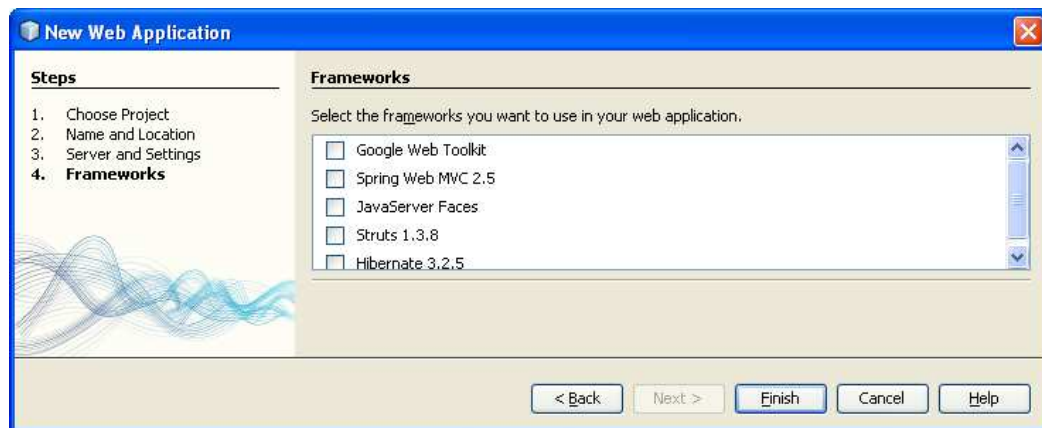 New Web Application
Steps
1. Choose Project
2. Name and Location
3. Server and Settings
4. Frameworks
Frameworks
Select the frameworks you want to use in your web application.
Google Web Toolkit
Spring Web MVC 2.5
JavaServer Faces
Struts 1.3.8
Hibernate 3.2.5
< Back
Next >
Finish
Cancel
Help